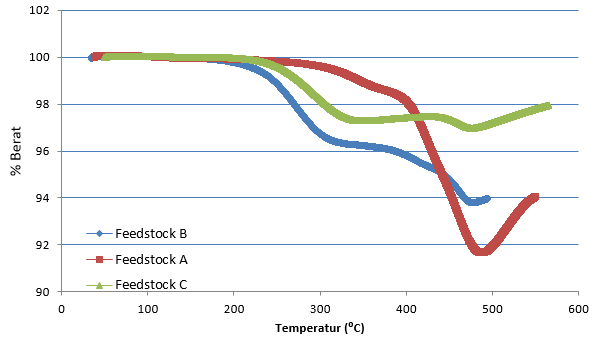 102
100
98
96
94
92
90
% Berat
Feedstock B
Feedstock A
Feedstock C
0 100 200 300 400 500 600
Temperatur (⁰C)